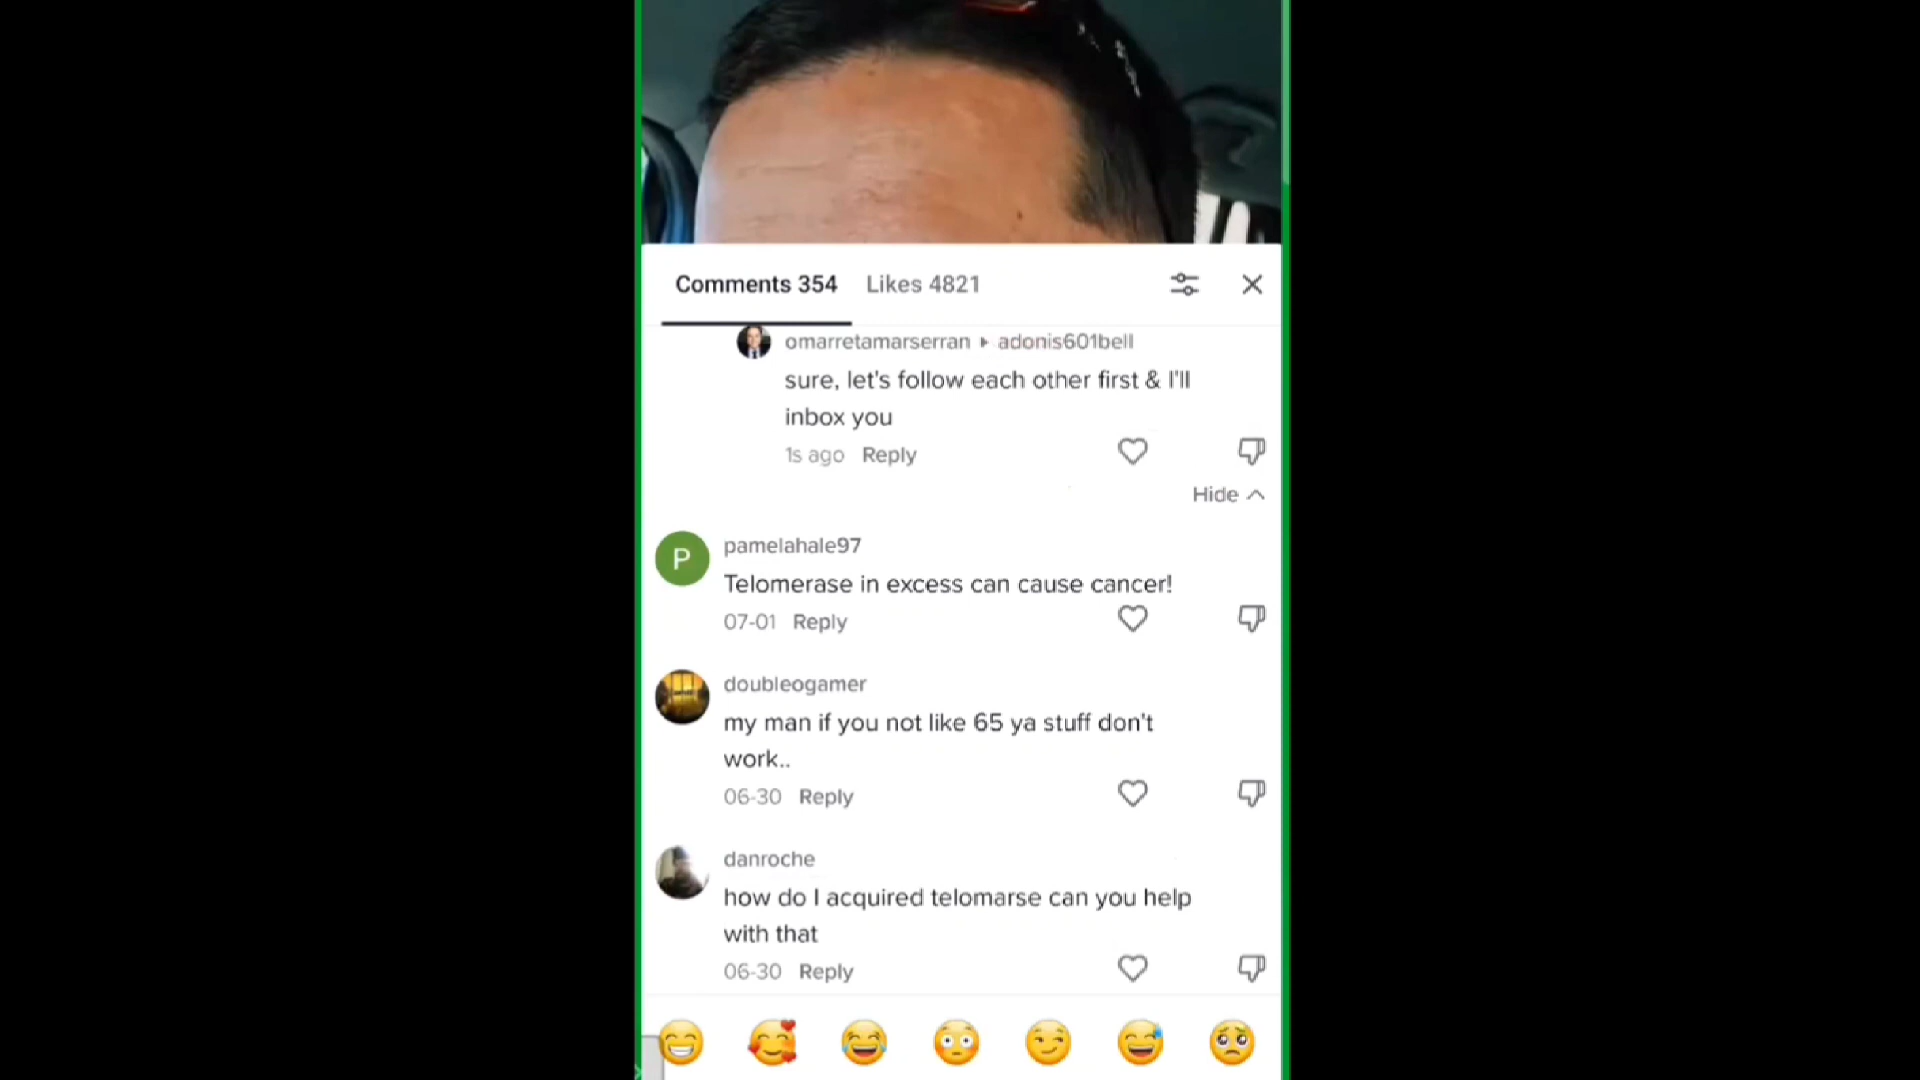 Comments 354 Likes 4821
omarretamarserran ▸ adonis601bell
sure, let's follow each other first & I'll
inbox you
1s ago Reply
Hide
P
pamelahale97
Telomerase in excess can cause cancer!
07-01 Reply
doubleogamer
my man if you not like 65 ya stuff don't
work..
06-30 Reply
danroche
how do I acquired telomarse can you help
with that
06-30 Reply